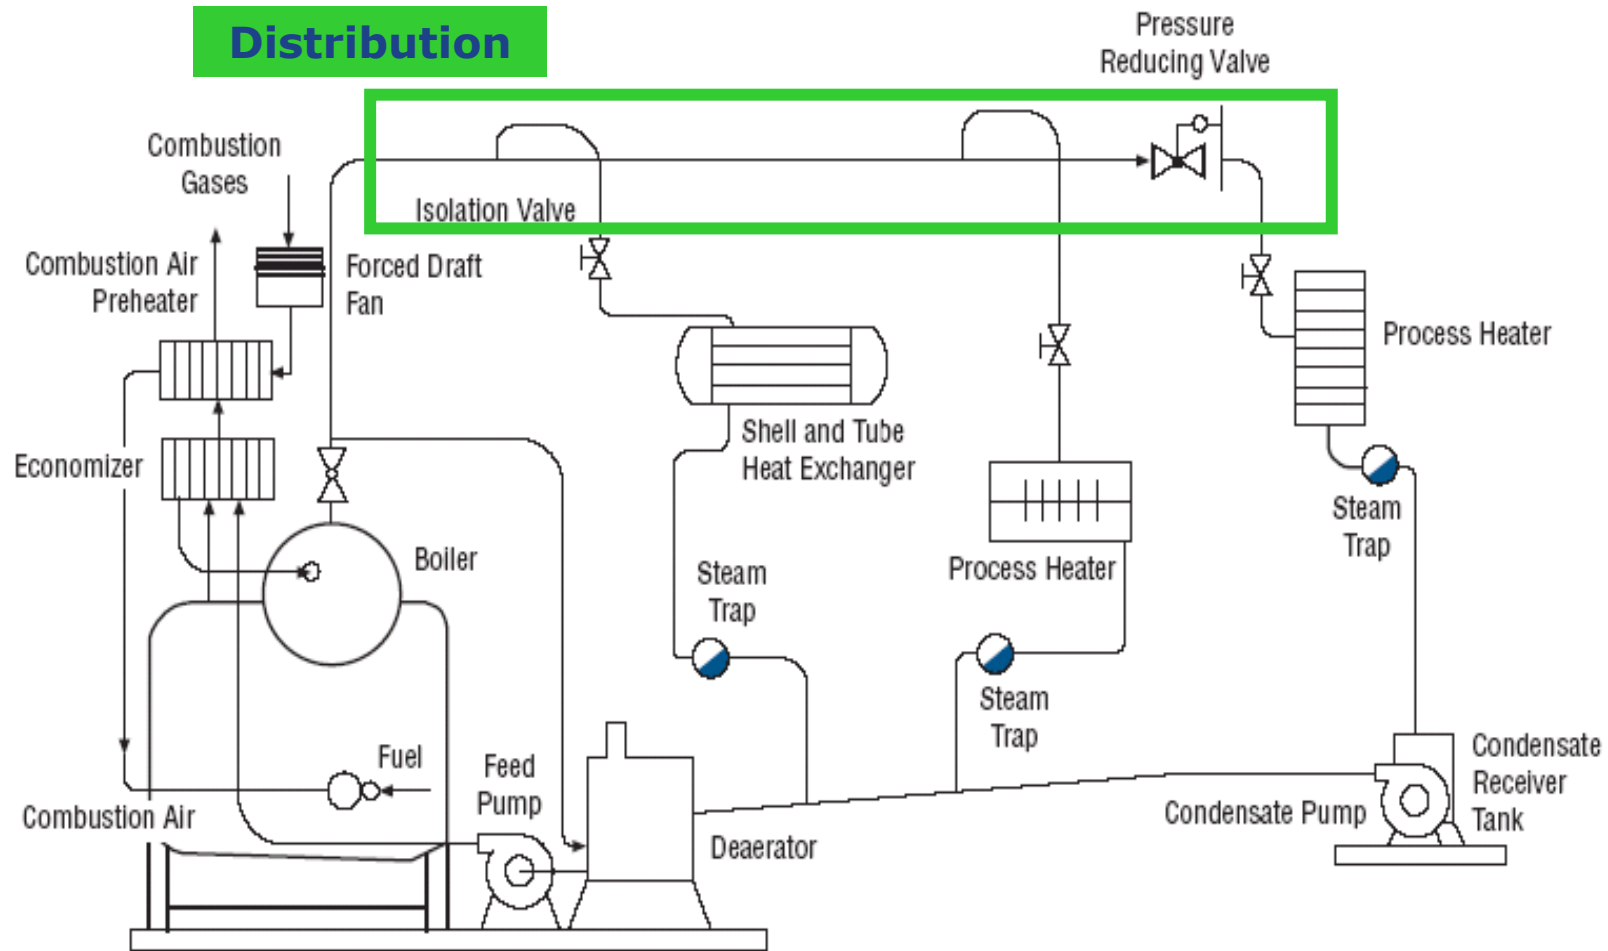 Distribution
Pressure
Reducing Valve
Combustion
Gases
Isolation Valve
Combustion Air
Preheater
Forced Draft
Fan
Process Heater
Shell and Tube
Heat Exchanger
Economizer
Steam
Trap
Boiler
Process Heater
Steam
Trap
Steam
Trap
Fuel
Feed
Pump
Condensate
Receiver
Tank
Condensate Pump
Combustion Air
Deaerator